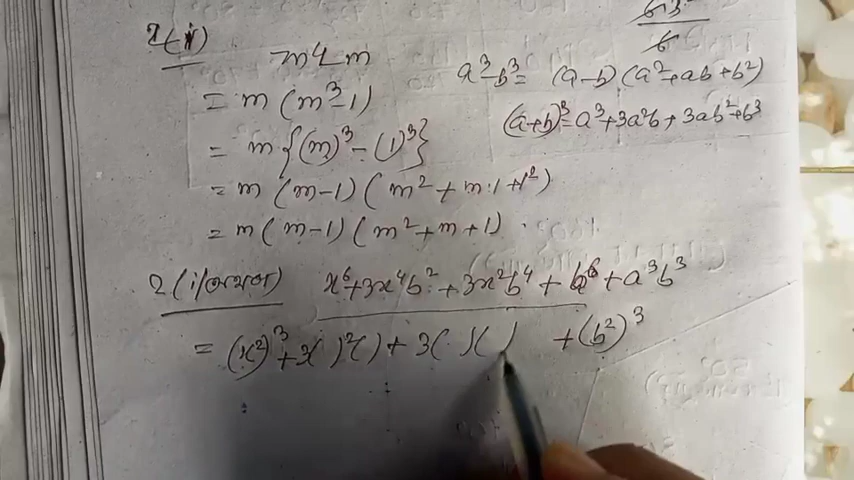 2(ii)
m4-m
= m(m³-1)
a³-b³= (a-b)(a²+ab+b²)
(a+b)³=a³+3a²b+3ab²+b³
= m{(m)³-(1)³}
= m(m-1)(m²+m.1+1²)
= m(m-1)(m²+m+1)
x⁶+3x⁴b²+3x²b⁴+b⁶+a³b³
= (x²)³+3( )²( )+3( )( +(b²)³